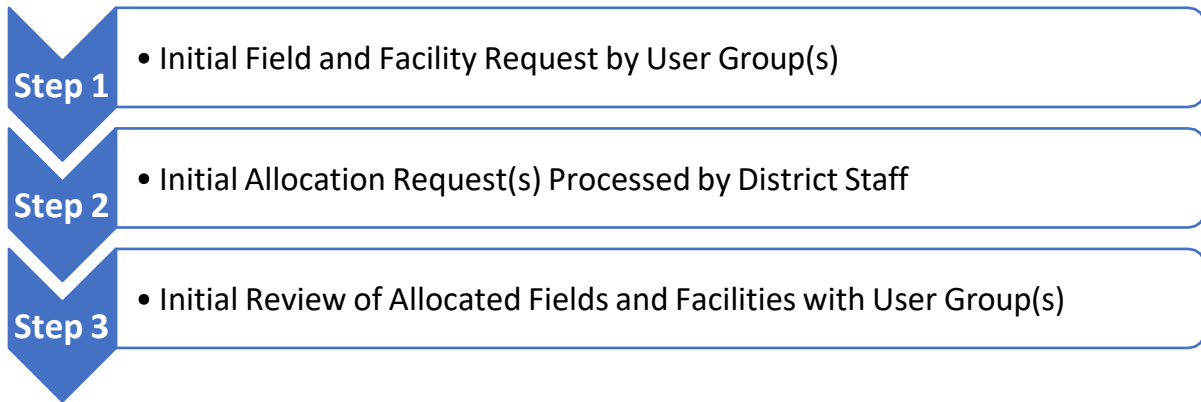 Step 1
• Initial Field and Facility Request by User Group(s)
Step 2
• Initial Allocation Request(s) Processed by District Staff
Step 3
• Initial Review of Allocated Fields and Facilities with User Group(s)